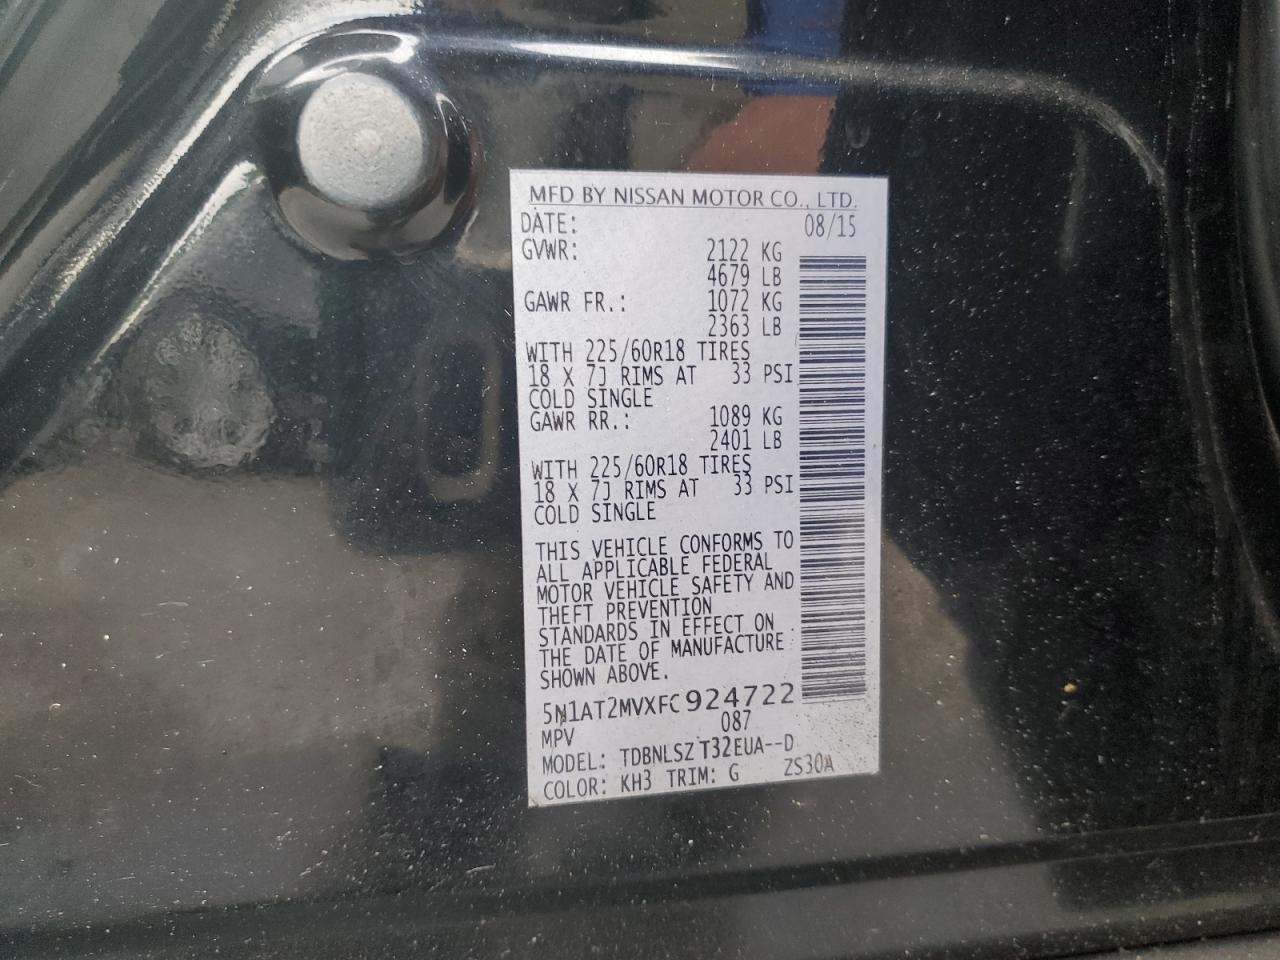 MFD BY NISSAN MOTOR CO., LTD.
DATE: 08/15
GVWR: 2122 KG
4679 LB
GAWR FR.: 1072 KG
2363 LB
WITH 225/60R18 TIRES
18 X 7J RIMS AT 33 PSI
COLD SINGLE
GAWR RR.: 1089 KG
2401 LB
WITH 225/60R18 TIRES
18 X 7J RIMS AT 33 PSI
COLD SINGLE
THIS VEHICLE CONFORMS TO
ALL APPLICABLE FEDERAL
MOTOR VEHICLE SAFETY AND
THEFT PREVENTION
STANDARDS IN EFFECT ON
THE DATE OF MANUFACTURE
SHOWN ABOVE.
5N1AT2MVXFC924722
MPV 087
MODEL: TDBNLSZ T32EUA--D
COLOR: KH3 TRIM: G ZS30A